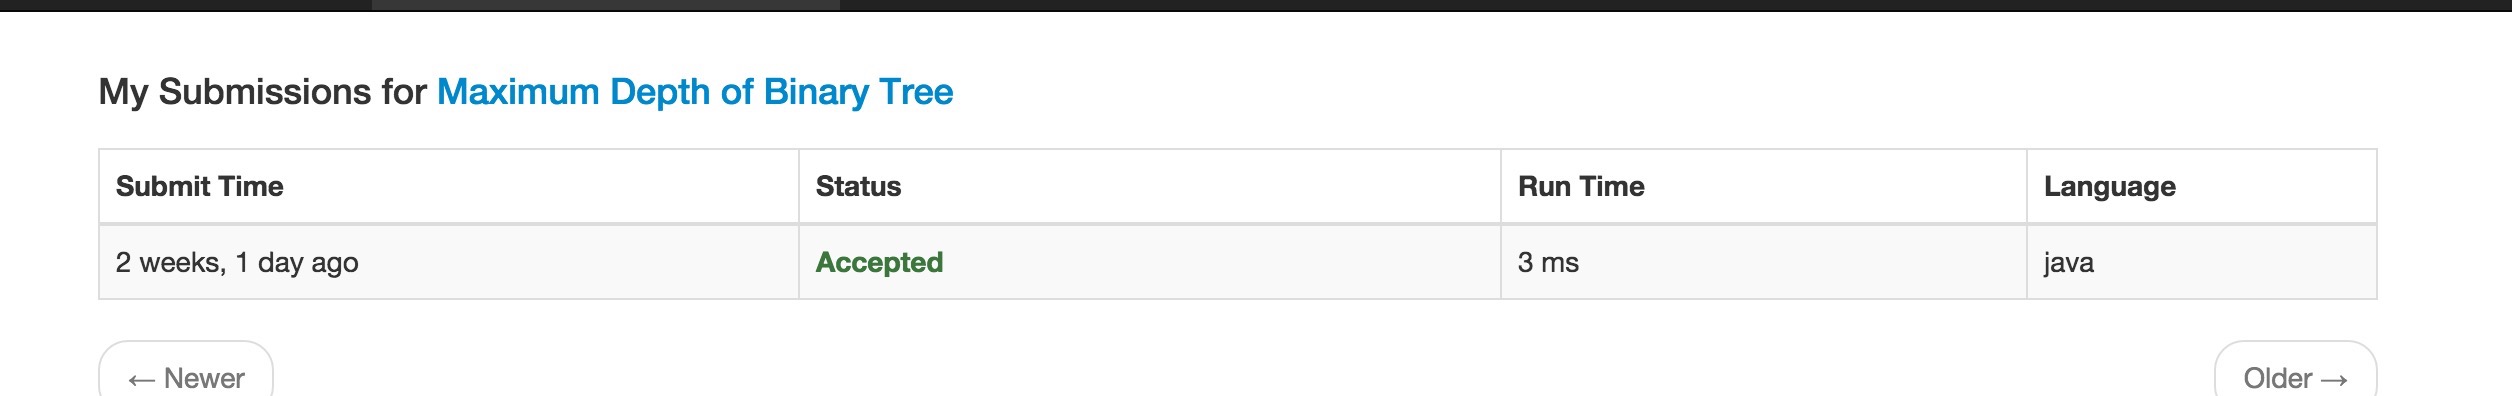 My Submissions for Maximum Depth of Binary Tree
Submit Time Status Run Time Language
2 weeks, 1 day ago Accepted 3 ms java
← Newer Older →